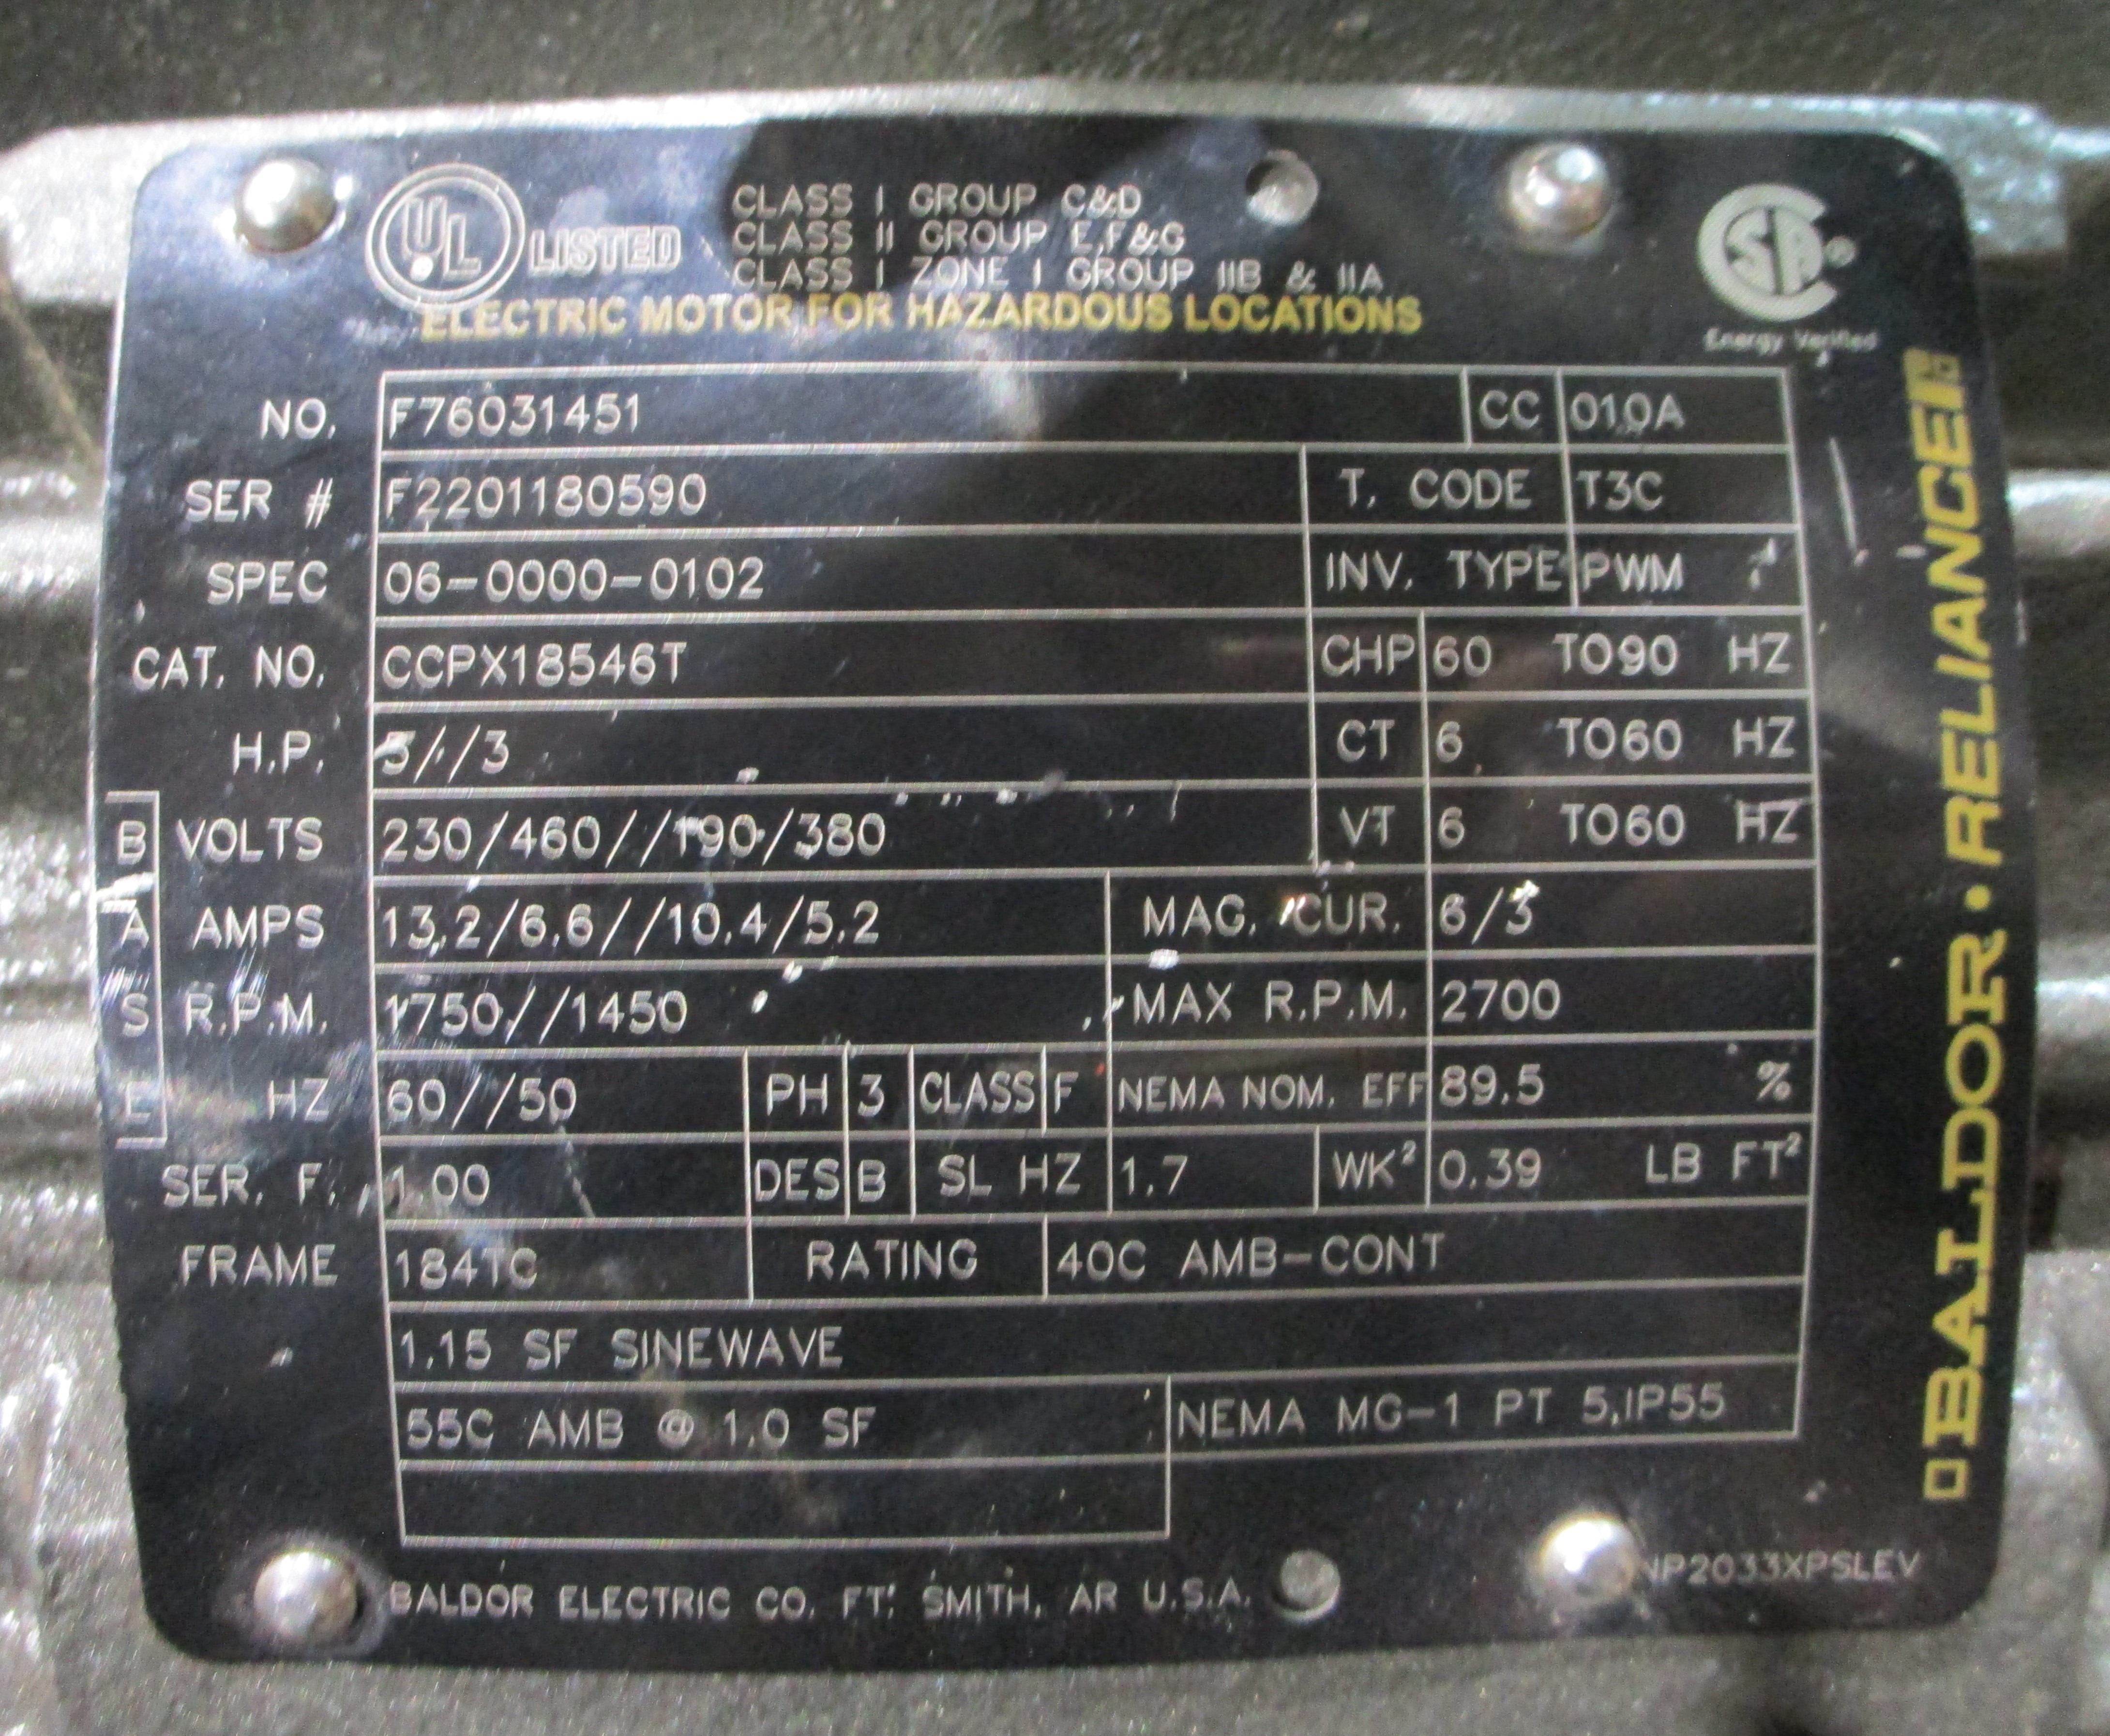 UL LISTED
CLASS I GROUP C&D
CLASS II GROUP E,F&G
CLASS I ZONE I GROUP IIB & IIA
ELECTRIC MOTOR FOR HAZARDOUS LOCATIONS
CSA®
Energy Verified
NO. F76031451 CC 010A
SER # F2201180590 T. CODE T3C
SPEC 06-0000-0102 INV. TYPE PWM
CAT. NO. CCPX18546T CHP 60 TO90 HZ
H.P. 5//3 CT 6 TO60 HZ
VOLTS 230/460//190/380 VT 6 TO60 HZ
AMPS 13.2/6.6//10.4/5.2 MAG. CUR. 6/3
R.P.M. 1750//1450 MAX R.P.M. 2700
HZ 60//50 PH 3 CLASS F NEMA NOM. EFF 89.5 %
SER. F. 1.00 DES B SL HZ 1.7 WK² 0.39 LB FT²
FRAME 184TC RATING 40C AMB-CONT
1.15 SF SINEWAVE
55C AMB @ 1.0 SF NEMA MG-1 PT 5,IP55
BASE
BALDOR ELECTRIC CO. FT. SMITH, AR U.S.A.
NP2033XPSLEV
BALDOR • RELIANCE